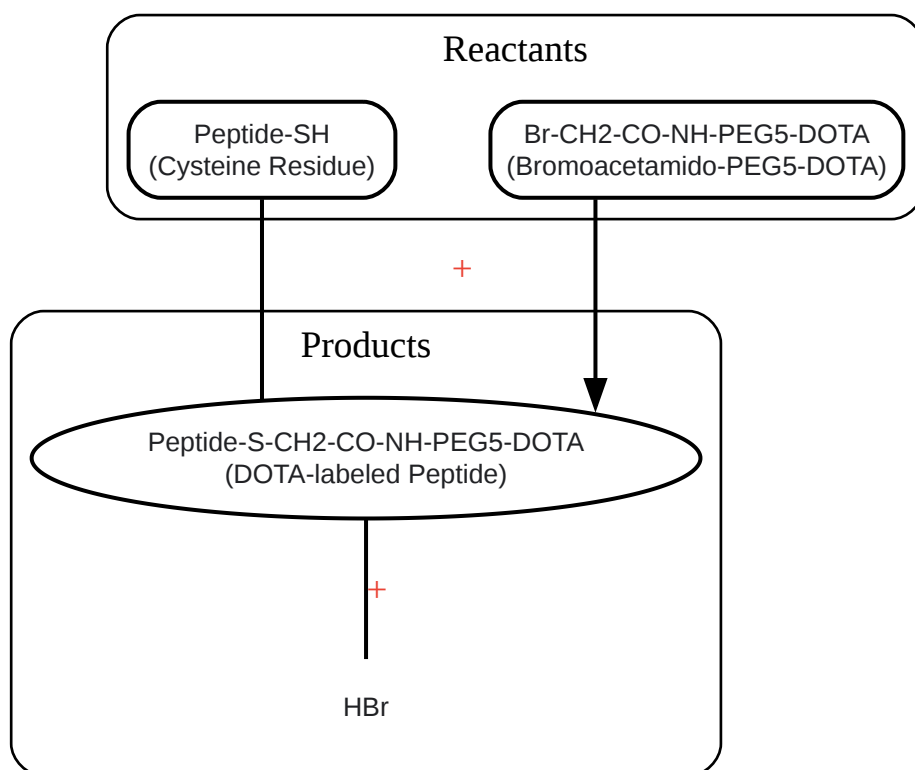 Reactants
Peptide-SH
(Cysteine Residue)
Br-CH2-CO-NH-PEG5-DOTA
(Bromoacetamido-PEG5-DOTA)
+
Products
Peptide-S-CH2-CO-NH-PEG5-DOTA
(DOTA-labeled Peptide)
+
HBr